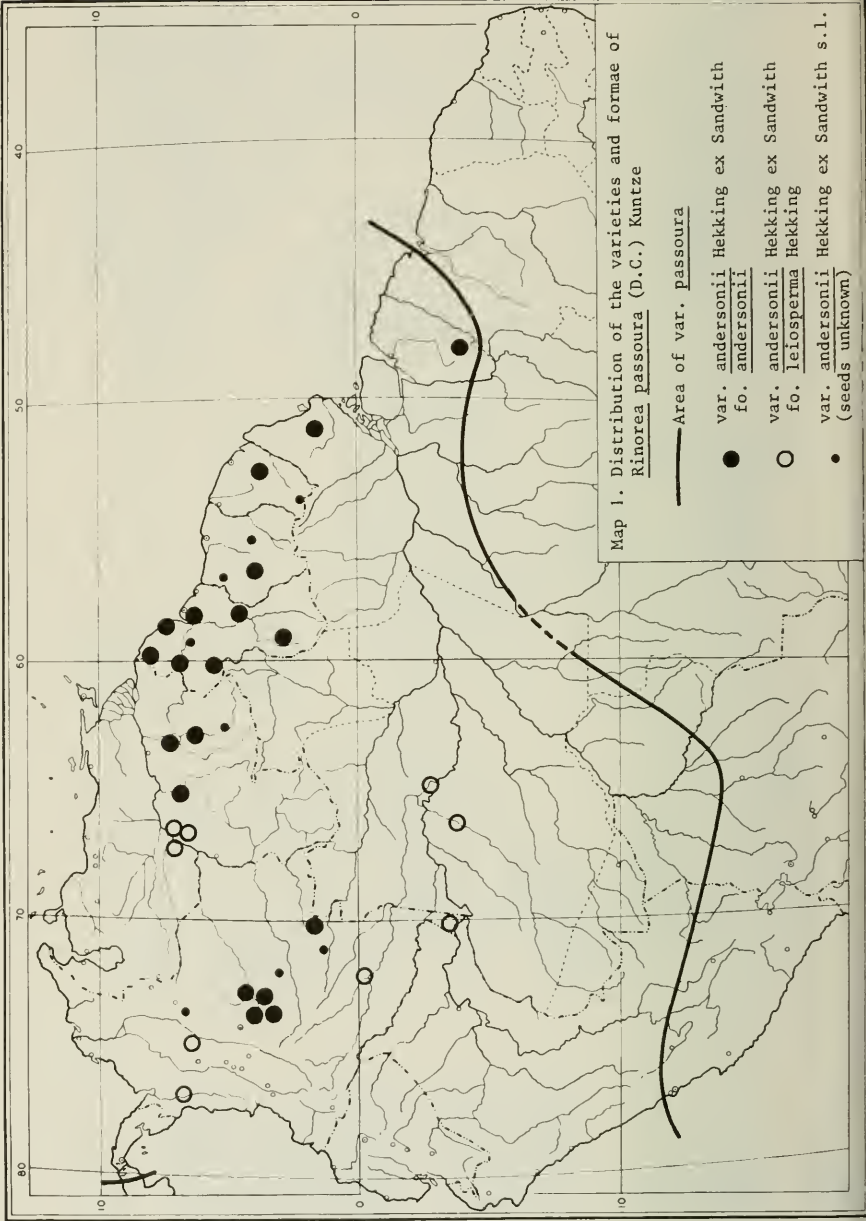 10
0
40
50
60
70
80
10
0
10
Map 1. Distribution of the varieties and formae of
Rinorea passoura (D.C.) Kuntze
Area of var. passoura
var. andersonii Hekking ex Sandwith
fo. andersonii
var. andersonii Hekking ex Sandwith
fo. leiosperma Hekking
var. andersonii Hekking ex Sandwith s.l.
(seeds unknown)